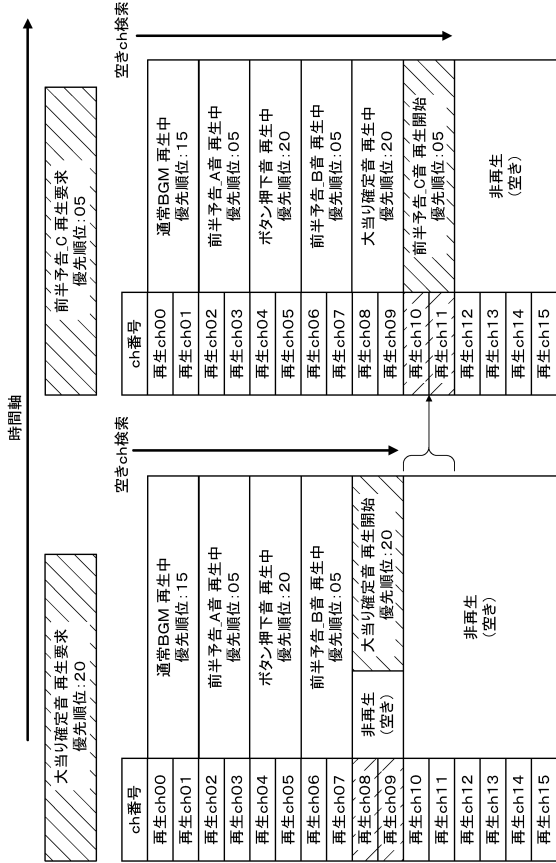 時間軸
大当り確定音 再生要求
優先順位:20
空きch検索
ch番号
再生ch00
再生ch01
通常BGM 再生中
優先順位:15
再生ch02
再生ch03
前半予告_A音 再生中
優先順位:05
再生ch04
再生ch05
ボタン押下音 再生中
優先順位:20
再生ch06
再生ch07
前半予告_B音 再生中
優先順位:05
再生ch08
再生ch09
非再生
(空き)
大当り確定音 再生開始
優先順位:20
再生ch10
再生ch11
再生ch12
再生ch13
再生ch14
再生ch15
非再生
(空き)
前半予告_C 再生要求
優先順位:05
空きch検索
ch番号
再生ch00
再生ch01
通常BGM 再生中
優先順位:15
再生ch02
再生ch03
前半予告_A音 再生中
優先順位:05
再生ch04
再生ch05
ボタン押下音 再生中
優先順位:20
再生ch06
再生ch07
前半予告_B音 再生中
優先順位:05
再生ch08
再生ch09
大当り確定音 再生中
優先順位:20
再生ch10
再生ch11
前半予告_C音 再生開始
優先順位:05
再生ch12
再生ch13
再生ch14
再生ch15
非再生
(空き)